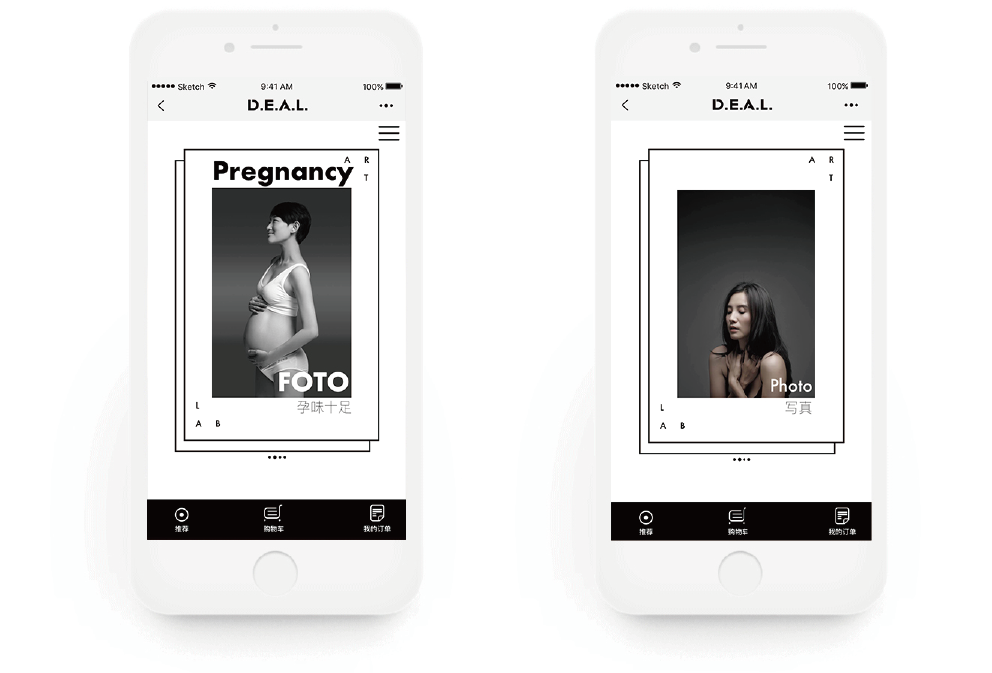 Sketch 9:41 AM 100%
D.E.A.L.
A R
T
Pregnancy
FOTO
孕味十足
L
A B
推荐 购物车 我的订单
Sketch 9:41 AM 100%
D.E.A.L.
A R
T
Photo
写真
L
A B
推荐 购物车 我的订单